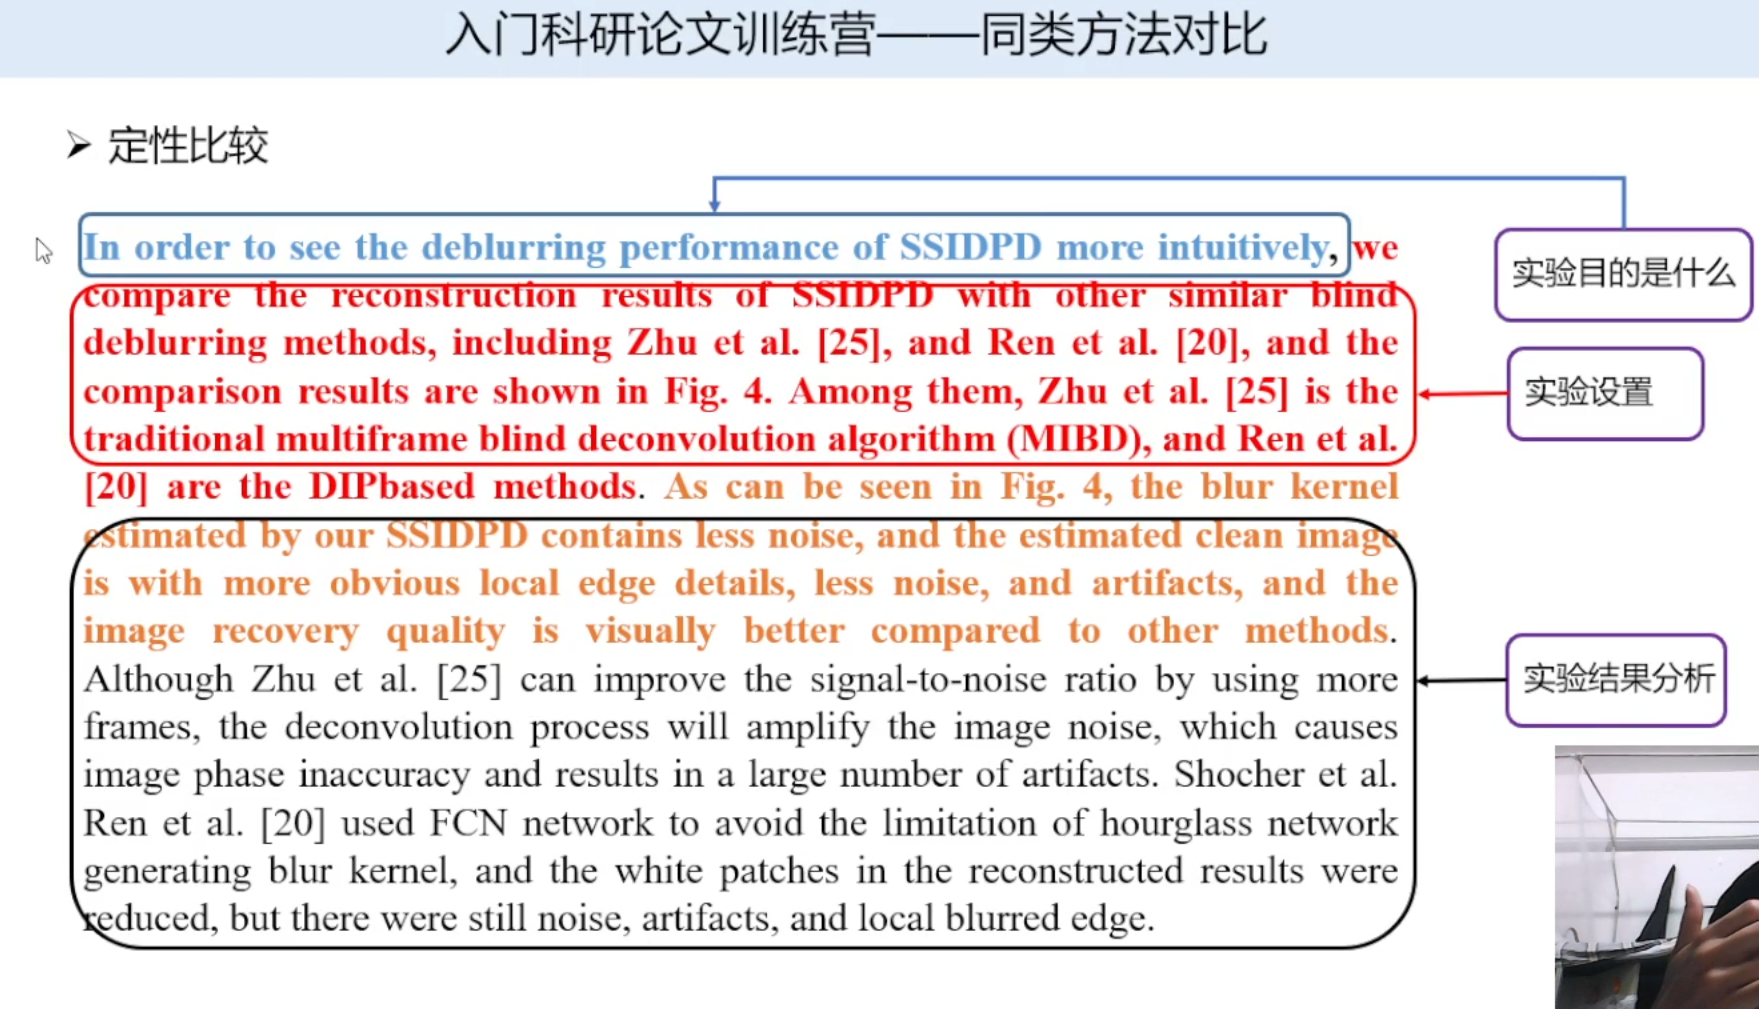 入门科研论文训练营——同类方法对比
定性比较
In order to see the deblurring performance of SSIDPD more intuitively, we
compare the reconstruction results of SSIDPD with other similar blind
deblurring methods, including Zhu et al. [25], and Ren et al. [20], and the
comparison results are shown in Fig. 4. Among them, Zhu et al. [25] is the
traditional multiframe blind deconvolution algorithm (MIBD), and Ren et al.
[20] are the DIPbased methods. As can be seen in Fig. 4, the blur kernel
estimated by our SSIDPD contains less noise, and the estimated clean image
is with more obvious local edge details, less noise, and artifacts, and the
image recovery quality is visually better compared to other methods.
Although Zhu et al. [25] can improve the signal-to-noise ratio by using more
frames, the deconvolution process will amplify the image noise, which causes
image phase inaccuracy and results in a large number of artifacts. Shocher et al.
Ren et al. [20] used FCN network to avoid the limitation of hourglass network
generating blur kernel, and the white patches in the reconstructed results were
reduced, but there were still noise, artifacts, and local blurred edge.
实验目的是什么
实验设置
实验结果分析